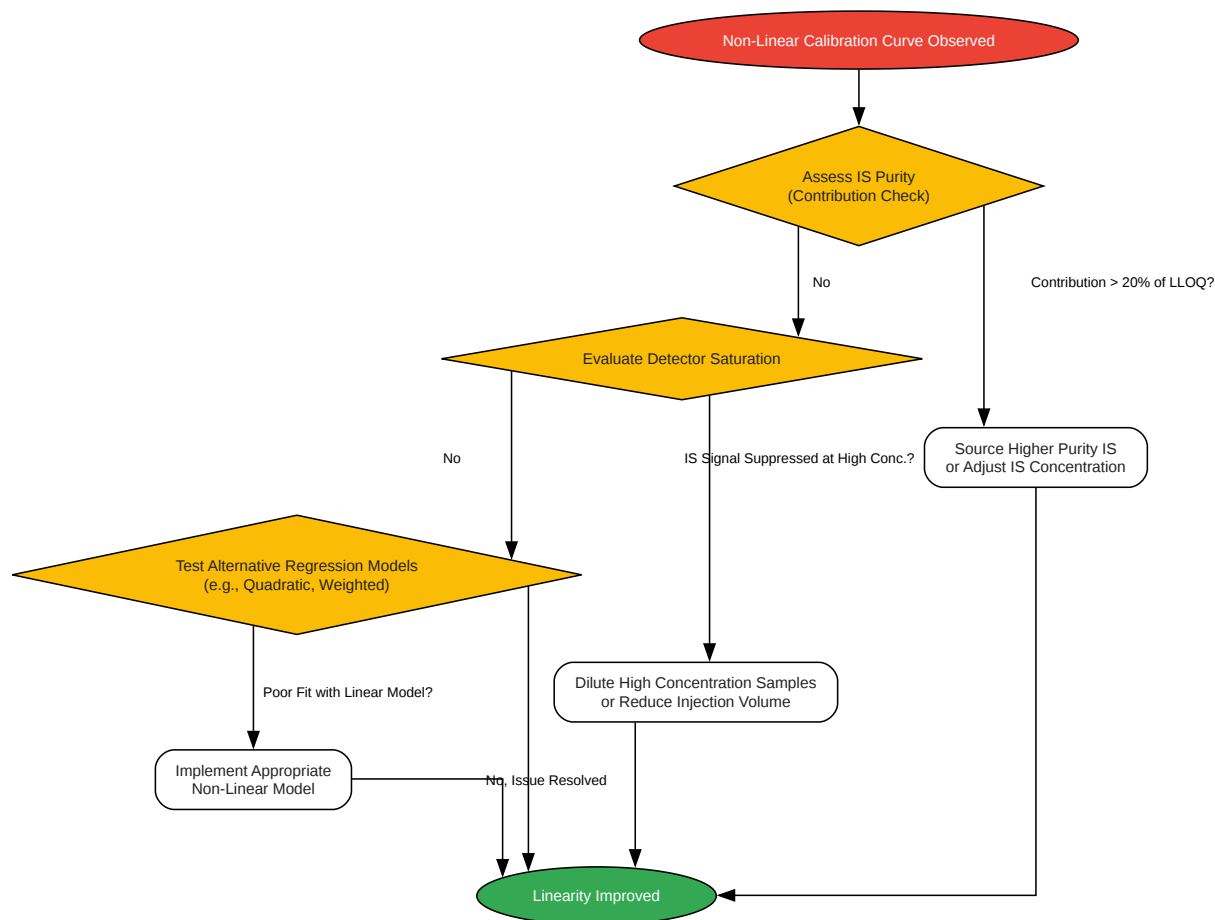 Non-Linear Calibration Curve Observed
Assess IS Purity
(Contribution Check)
No
Contribution > 20% of LLOQ?
Evaluate Detector Saturation
No
IS Signal Suppressed at High Conc.?
Source Higher Purity IS
or Adjust IS Concentration
Test Alternative Regression Models
(e.g., Quadratic, Weighted)
Poor Fit with Linear Model?
Dilute High Concentration Samples
or Reduce Injection Volume
Implement Appropriate
Non-Linear Model
No, Issue Resolved
Linearity Improved